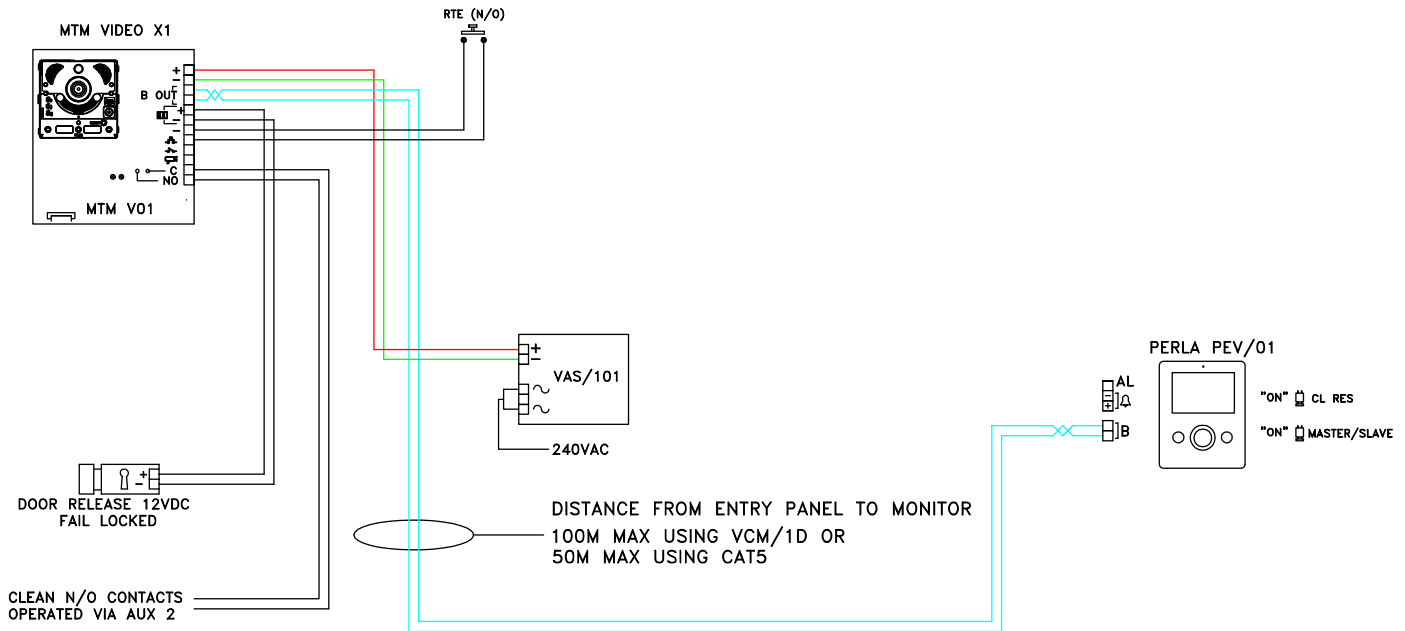 RTE (N/O)
MTM VIDEO X1
+
-
B OUT
+
-
-
C
NO
MTM V01
+
-
VAS/101
240VAC
PERLA PEV/01
AL
-
+
B
"ON" CL RES
"ON" MASTER/SLAVE
+
-
DOOR RELEASE 12VDC
FAIL LOCKED
DISTANCE FROM ENTRY PANEL TO MONITOR
100M MAX USING VCM/1D OR
50M MAX USING CAT5
CLEAN N/O CONTACTS
OPERATED VIA AUX 2